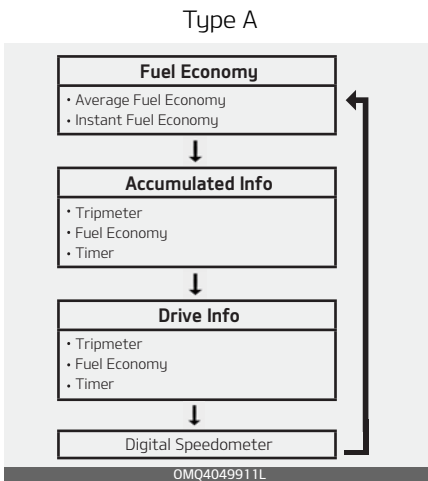 Type A
Fuel Economy
• Average Fuel Economy
• Instant Fuel Economy
Accumulated Info
• Tripmeter
• Fuel Economy
• Timer
Drive Info
• Tripmeter
• Fuel Economy
• Timer
Digital Speedometer
OMQ4049911L